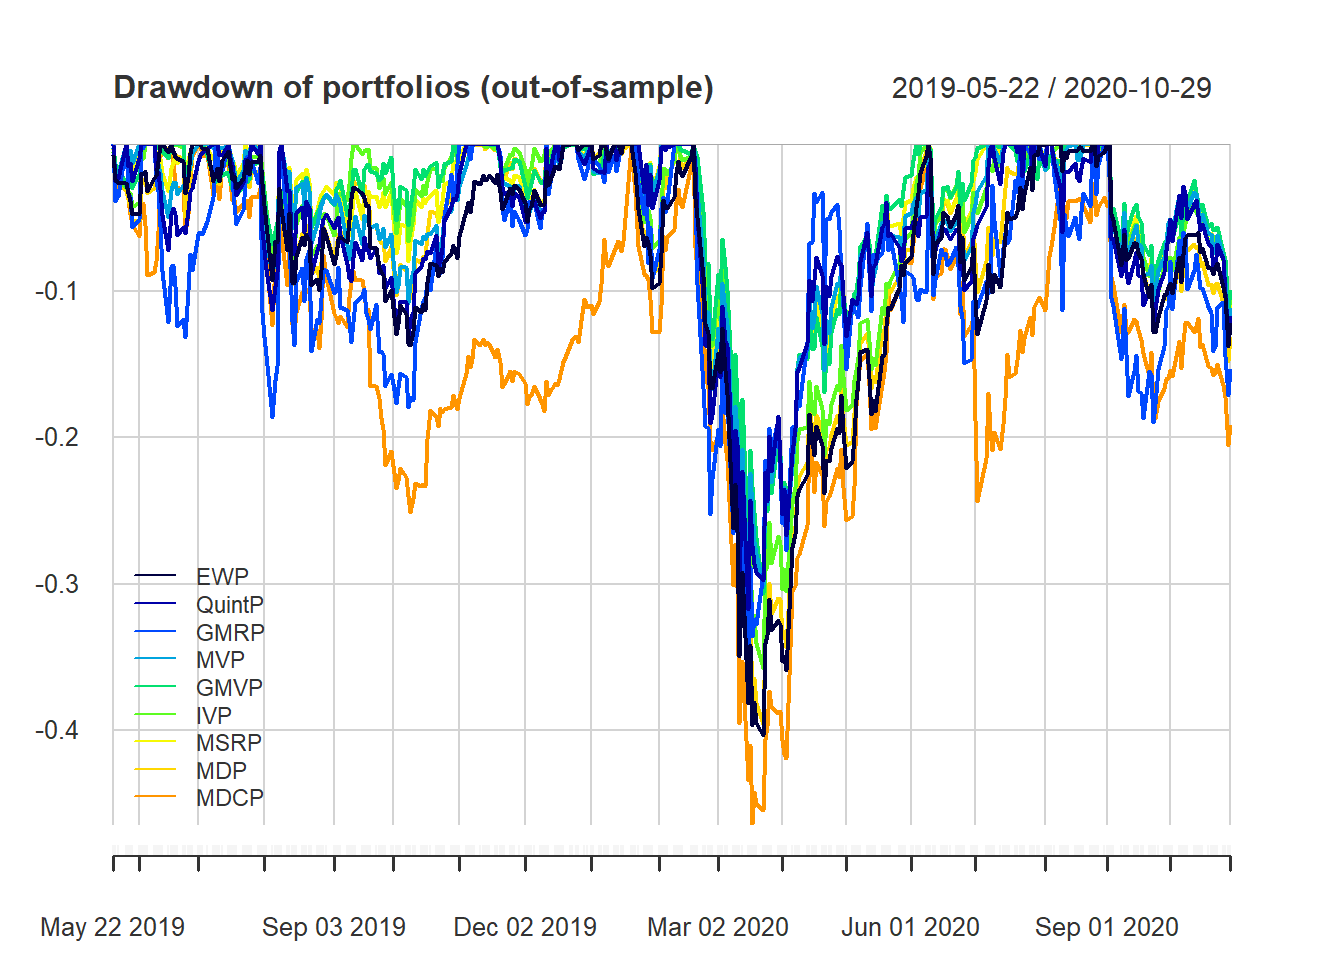 Drawdown of portfolios (out-of-sample)
2019-05-22 / 2020-10-29
-0.1
-0.2
-0.3
-0.4
EWP
QuintP
GMRP
MVP
GMVP
IVP
MSRP
MDP
MDCP
May 22 2019
Sep 03 2019
Dec 02 2019
Mar 02 2020
Jun 01 2020
Sep 01 2020